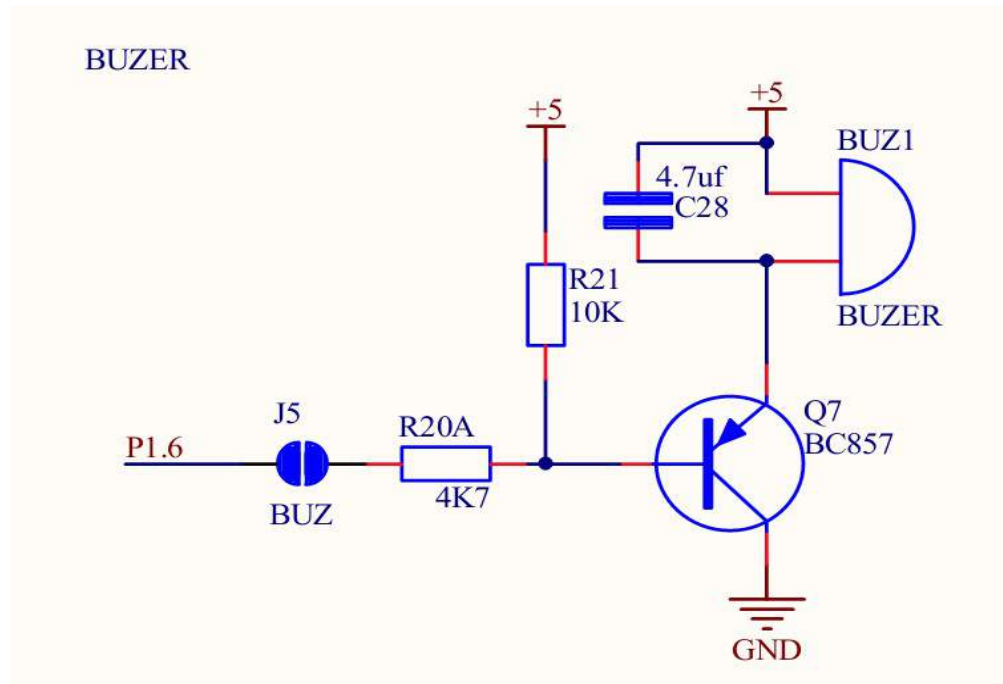 BUZER
+5
+5
BUZ1
4.7uf
C28
R21
10K
BUZER
J5
R20A
Q7
BC857
P1.6
4K7
BUZ
GND